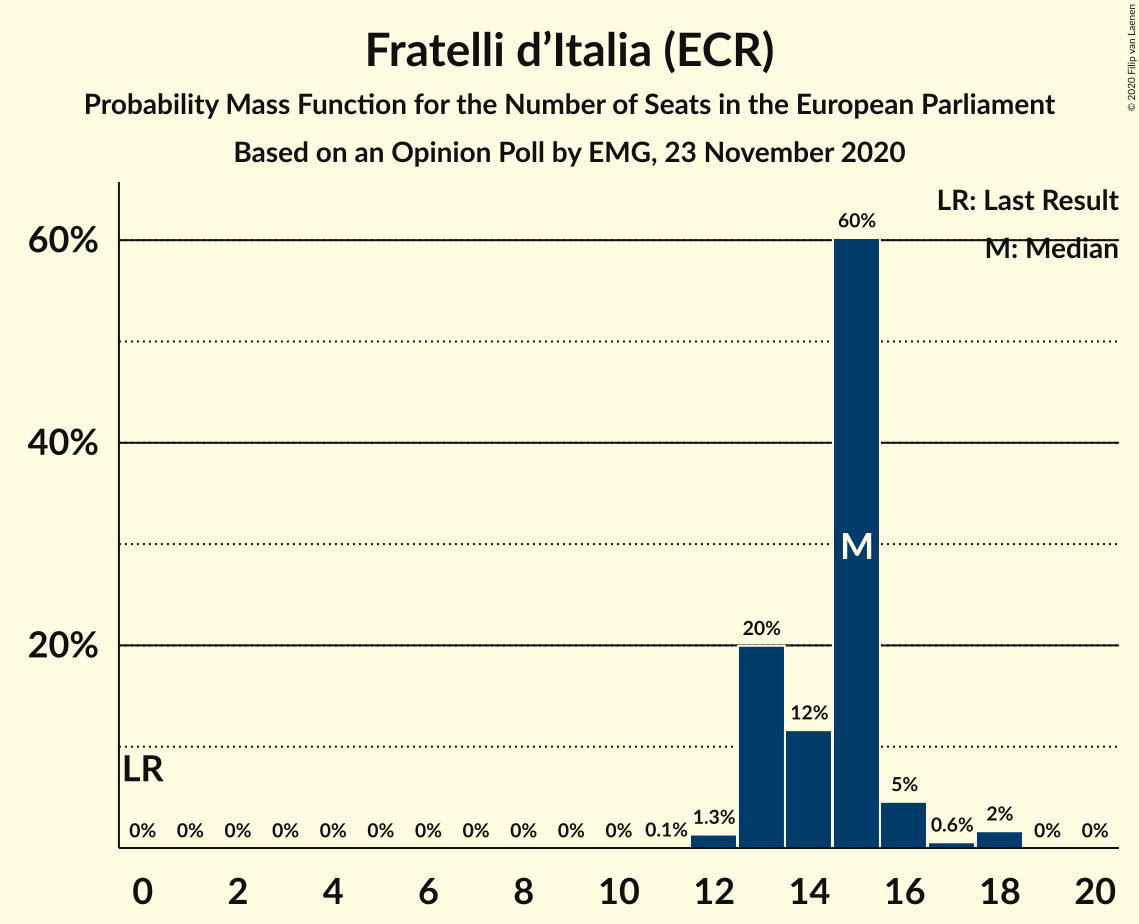 Fratelli d’Italia (ECR)
Probability Mass Function for the Number of Seats in the European Parliament
Based on an Opinion Poll by EMG, 23 November 2020
© 2020 Filip van Laenen
LR: Last Result
M: Median
60%
40%
20%
60%
M
20%
12%
LR
5%
0% 0% 0% 0% 0% 0% 0% 0% 0% 0% 0% 0.1% 1.3% 0.6% 2% 0% 0%
0 2 4 6 8 10 12 14 16 18 20